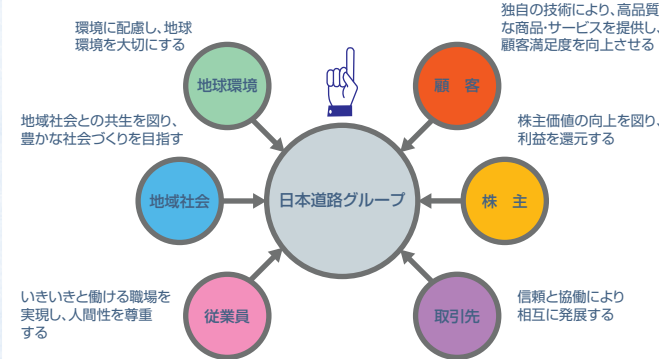 環境に配慮し、地球
環境を大切にする
地球環境
独自の技術により、高品質
な商品・サービスを提供し、
顧客満足度を向上させる
顧　客
地域社会との共生を図り、
豊かな社会づくりを目指す
地域社会
日本道路グループ
株主価値の向上を図り、
利益を還元する
株　主
いきいきと働ける職場を
実現し、人間性を尊重
する
従業員
取引先
信頼と協働により
相互に発展する